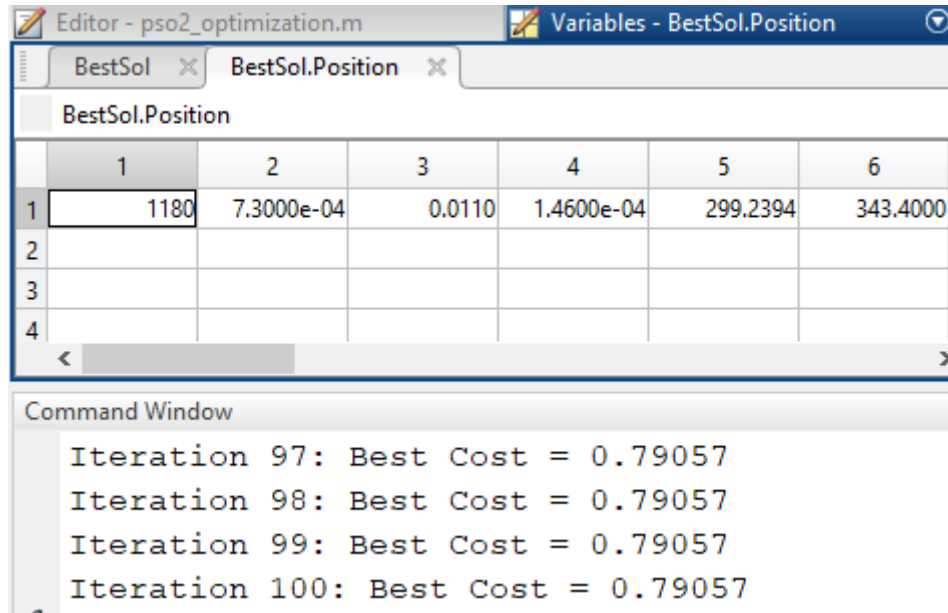 Editor - pso2_optimization.m Variables - BestSol.Position
BestSol BestSol.Position
BestSol.Position
1 2 3 4 5 6
1 1180 7.3000e-04 0.0110 1.4600e-04 299.2394 343.4000
2
3
4
Command Window
Iteration 97: Best Cost = 0.79057
Iteration 98: Best Cost = 0.79057
Iteration 99: Best Cost = 0.79057
Iteration 100: Best Cost = 0.79057